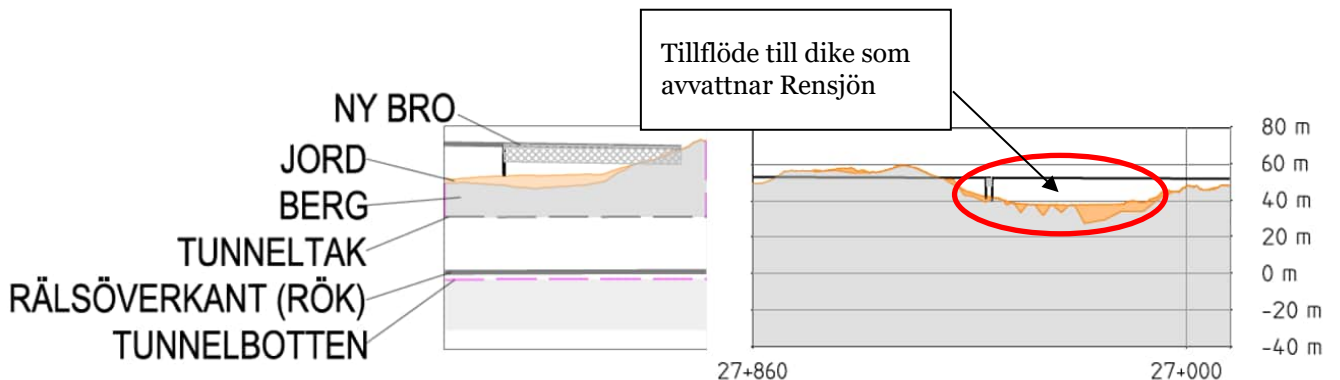 Tillflöde till dike som
avvattnar Rensjön
NY BRO
JORD
BERG
TUNNELTAK
RÄLSÖVERKANT (RÖK)
TUNNELBOTTEN
80 m
60 m
40 m
20 m
0 m
-20 m
-40 m
27+860
27+000